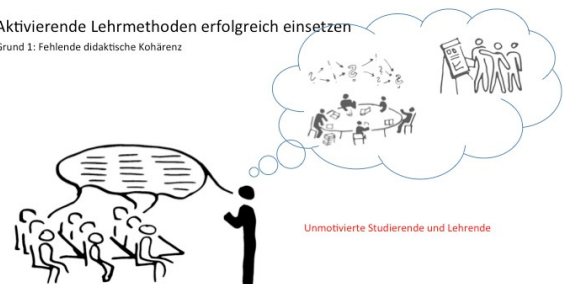 Aktivierende Lehrmethoden erfolgreich einsetzen
Grund 1: Fehlende didaktische Kohärenz
Unmotivierte Studierende und Lehrende